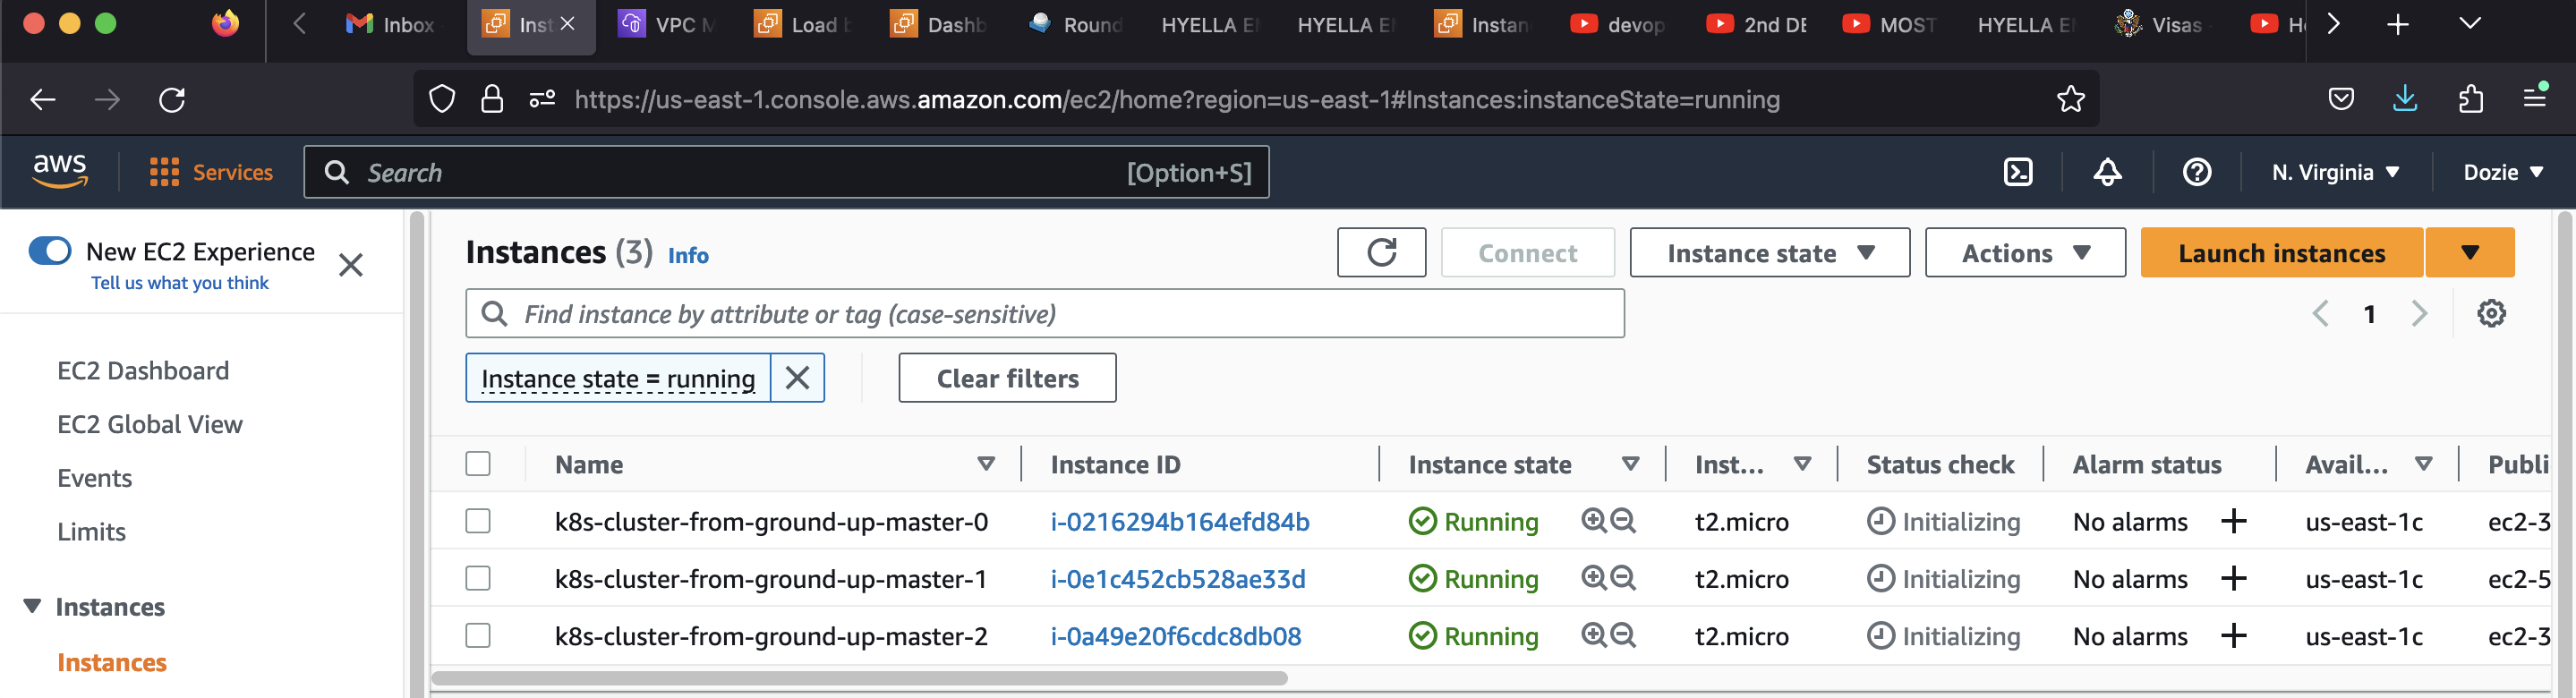 Inbox
Inst
VPC M
Load b
Dashb
Round
HYELLA E
HYELLA E
Instan
devop
2nd DE
MOST
HYELLA E
Visas
H
https://us-east-1.console.aws.amazon.com/ec2/home?region=us-east-1#Instances:instanceState=running
aws
Services
Search
[Option+S]
N. Virginia
Dozie
New EC2 Experience
Tell us what you think
EC2 Dashboard
EC2 Global View
Events
Limits
Instances
Instances
Instances (3) Info
Connect
Instance state
Actions
Launch instances
Find instance by attribute or tag (case-sensitive)
1
Instance state = running
Clear filters
Name Instance ID Instance state Inst... Status check Alarm status Avail... Publi
k8s-cluster-from-ground-up-master-0 i-0216294b164efd84b Running t2.micro Initializing No alarms us-east-1c ec2-3
k8s-cluster-from-ground-up-master-1 i-0e1c452cb528ae33d Running t2.micro Initializing No alarms us-east-1c ec2-5
k8s-cluster-from-ground-up-master-2 i-0a49e20f6cdc8db08 Running t2.micro Initializing No alarms us-east-1c ec2-3